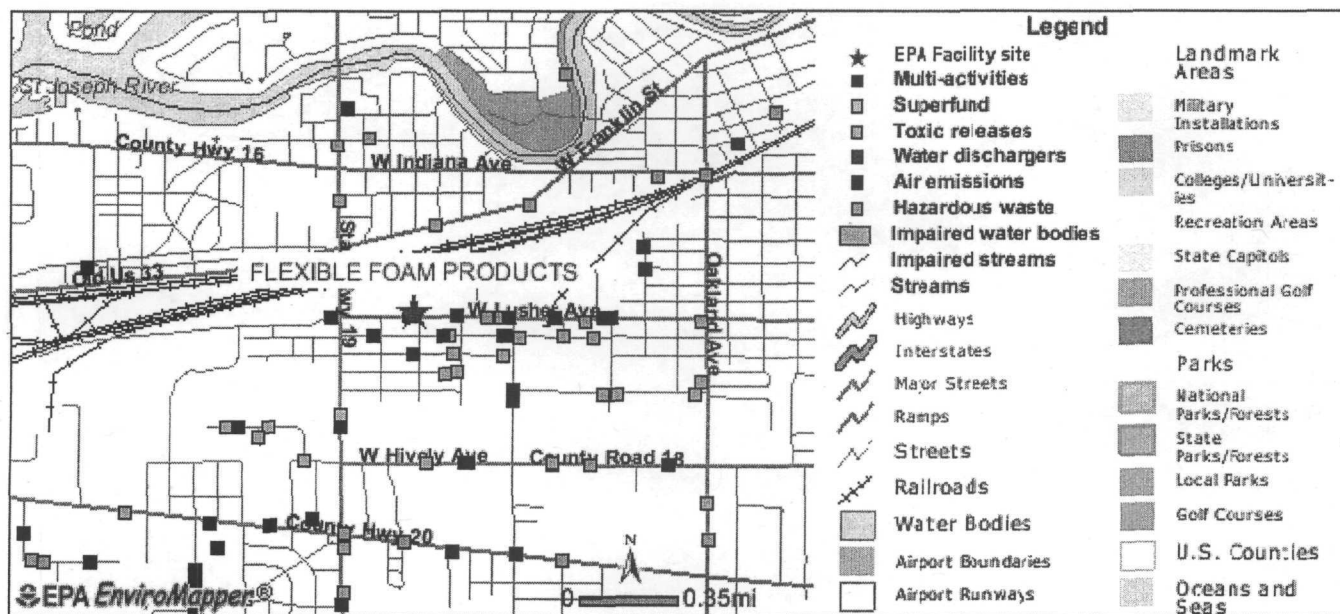 Pond
St Joseph River
County Hwy 16
W Indiana Ave
W Franklin St
Old Us 33
FLEXIBLE FOAM PRODUCTS
W Lusher Ave
Oakland Ave
19
W Hively Ave
County Road 18
County Hwy 20
N
0 0.35mi
EPA EnviroMapper®
Legend
EPA Facility site
Multi-activities
Superfund
Toxic releases
Water dischargers
Air emissions
Hazardous waste
Impaired water bodies
Impaired streams
Streams
Highways
Interstates
Major Streets
Ramps
Streets
Railroads
Water Bodies
Airport Boundaries
Airport Runways
Landmark
Areas
Military
Installations
Prisons
Colleges/Universit-
ies
Recreation Areas
State Capitols
Professional Golf
Courses
Cemeteries
Parks
National
Parks/Forests
State
Parks/Forests
Local Parks
Golf Courses
U.S. Counties
Oceans and
Seas